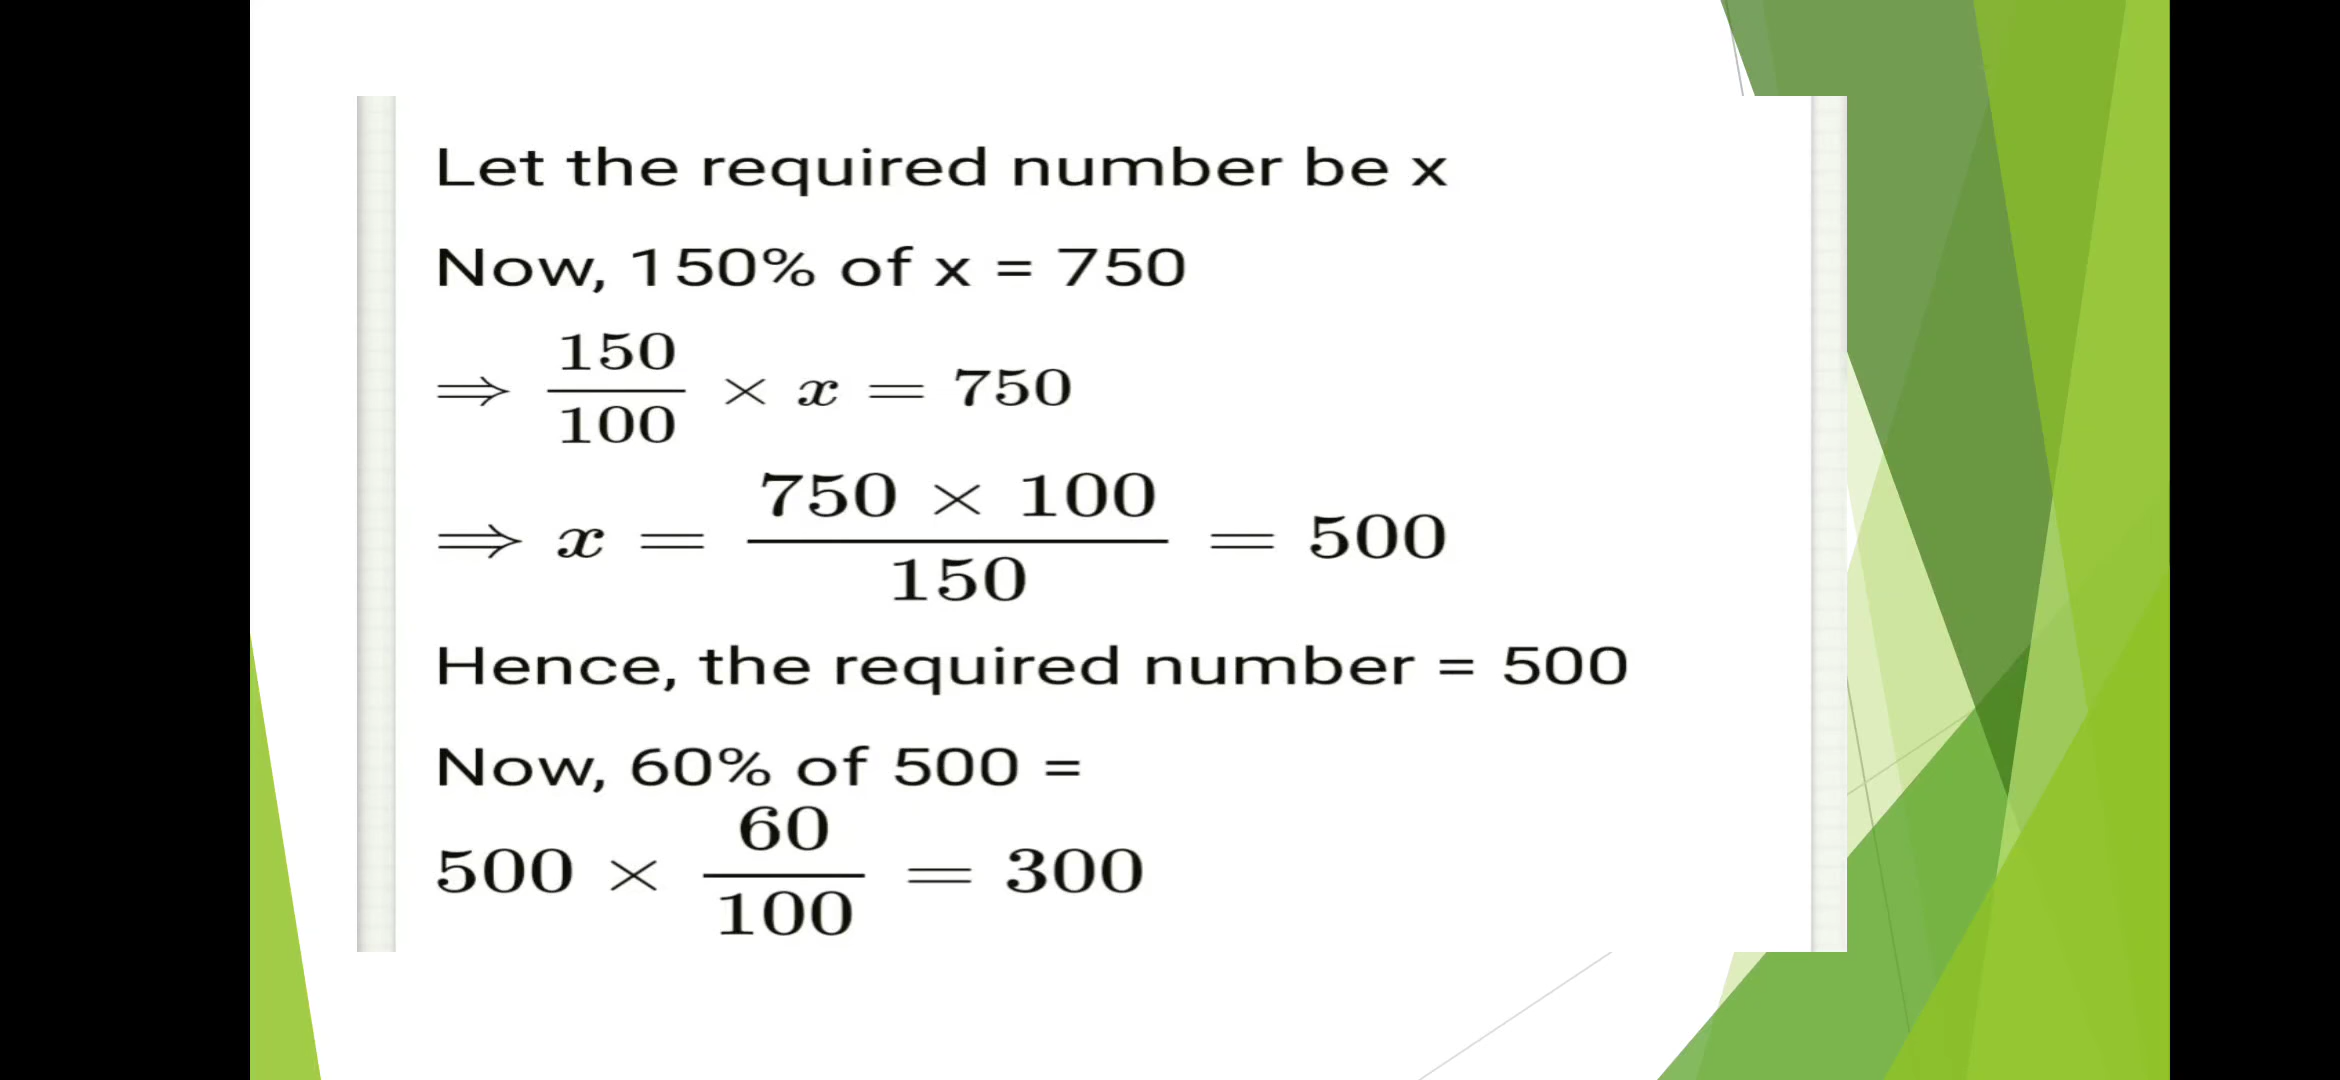 Let the required number be x
Now, 150% of x = 750
⇒ 150/100 × x = 750
⇒ x = (750 × 100)/150 = 500
Hence, the required number = 500
Now, 60% of 500 =
500 × 60/100 = 300